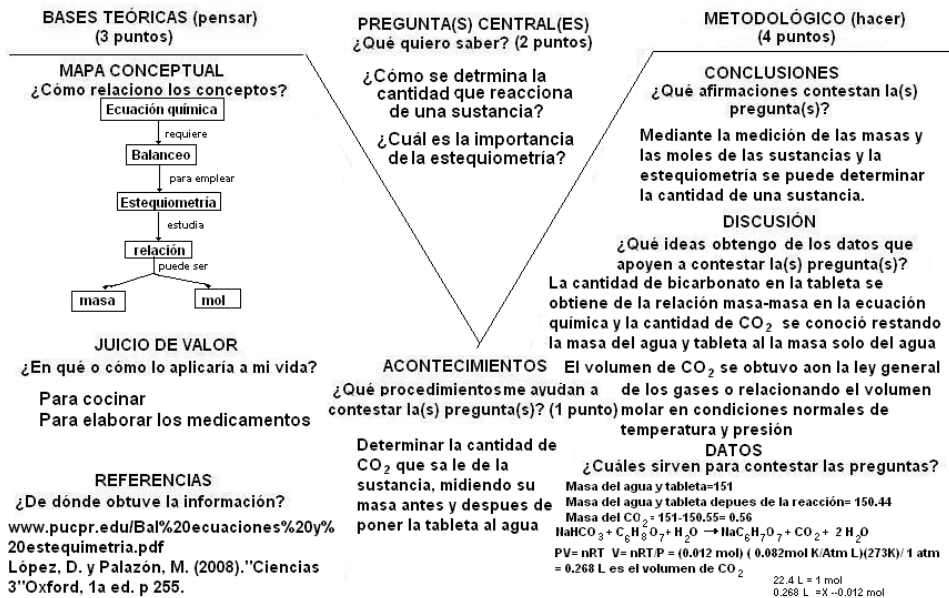 BASES TEÓRICAS (pensar)
(3 puntos)
MAPA CONCEPTUAL
¿Cómo relaciono los conceptos?
Ecuación química
requiere
Balanceo
para emplear
Estequiometría
estudia
relación
puede ser
masa
mol
JUICIO DE VALOR
¿En qué o cómo lo aplicaría a mi vida?
Para cocinar
Para elaborar los medicamentos
REFERENCIAS
¿De dónde obtuve la información?
www.pucpr.edu/Bal%20ecuaciones%20y%
20estequimetria.pdf
López, D. y Palazón, M. (2008)."Ciencias
3"Oxford, 1a ed. p 255.
PREGUNTA(S) CENTRAL(ES)
¿Qué quiero saber? (2 puntos)
¿Cómo se detrmina la
cantidad que reacciona
de una sustancia?
¿Cuál es la importancia
de la estequiometría?
ACONTECIMIENTOS
¿Qué procedimientos me ayudan a
contestar la(s) pregunta(s)? (1 punto)
Determinar la cantidad de
CO2 que sa le de la
sustancia, midiendo su
masa antes y despues de
poner la tableta al agua
METODOLÓGICO (hacer)
(4 puntos)
CONCLUSIONES
¿Qué afirmaciones contestan la(s)
pregunta(s)?
Mediante la medición de las masas y
las moles de las sustancias y la
estequiometría se puede determinar
la cantidad de una sustancia.
DISCUSIÓN
¿Qué ideas obtengo de los datos que
apoyen a contestar la(s) pregunta(s)?
La cantidad de bicarbonato en la tableta se
obtiene de la relación masa-masa en la ecuación
química y la cantidad de CO2 se conoció restando
la masa del agua y tableta al la masa solo del agua
El volumen de CO2 se obtuvo aon la ley general
de los gases o relacionando el volumen
molar en condiciones normales de
temperatura y presión
DATOS
¿Cuáles sirven para contestar las preguntas?
Masa del agua y tableta=151
Masa del agua y tableta depues de la reacción= 150.44
Masa del CO2 = 151-150.55= 0.56
NaHCO3 + C6H8O7 + H2O → NaC6H7O7 + CO2 + 2 H2O
PV= nRT V= nRT/P = (0.012 mol) ( 0.082mol K/Atm L)(273K)/ 1 atm
= 0.268 L es el volumen de CO2
22.4 L = 1 mol
0.268 L =X --0.012 mol